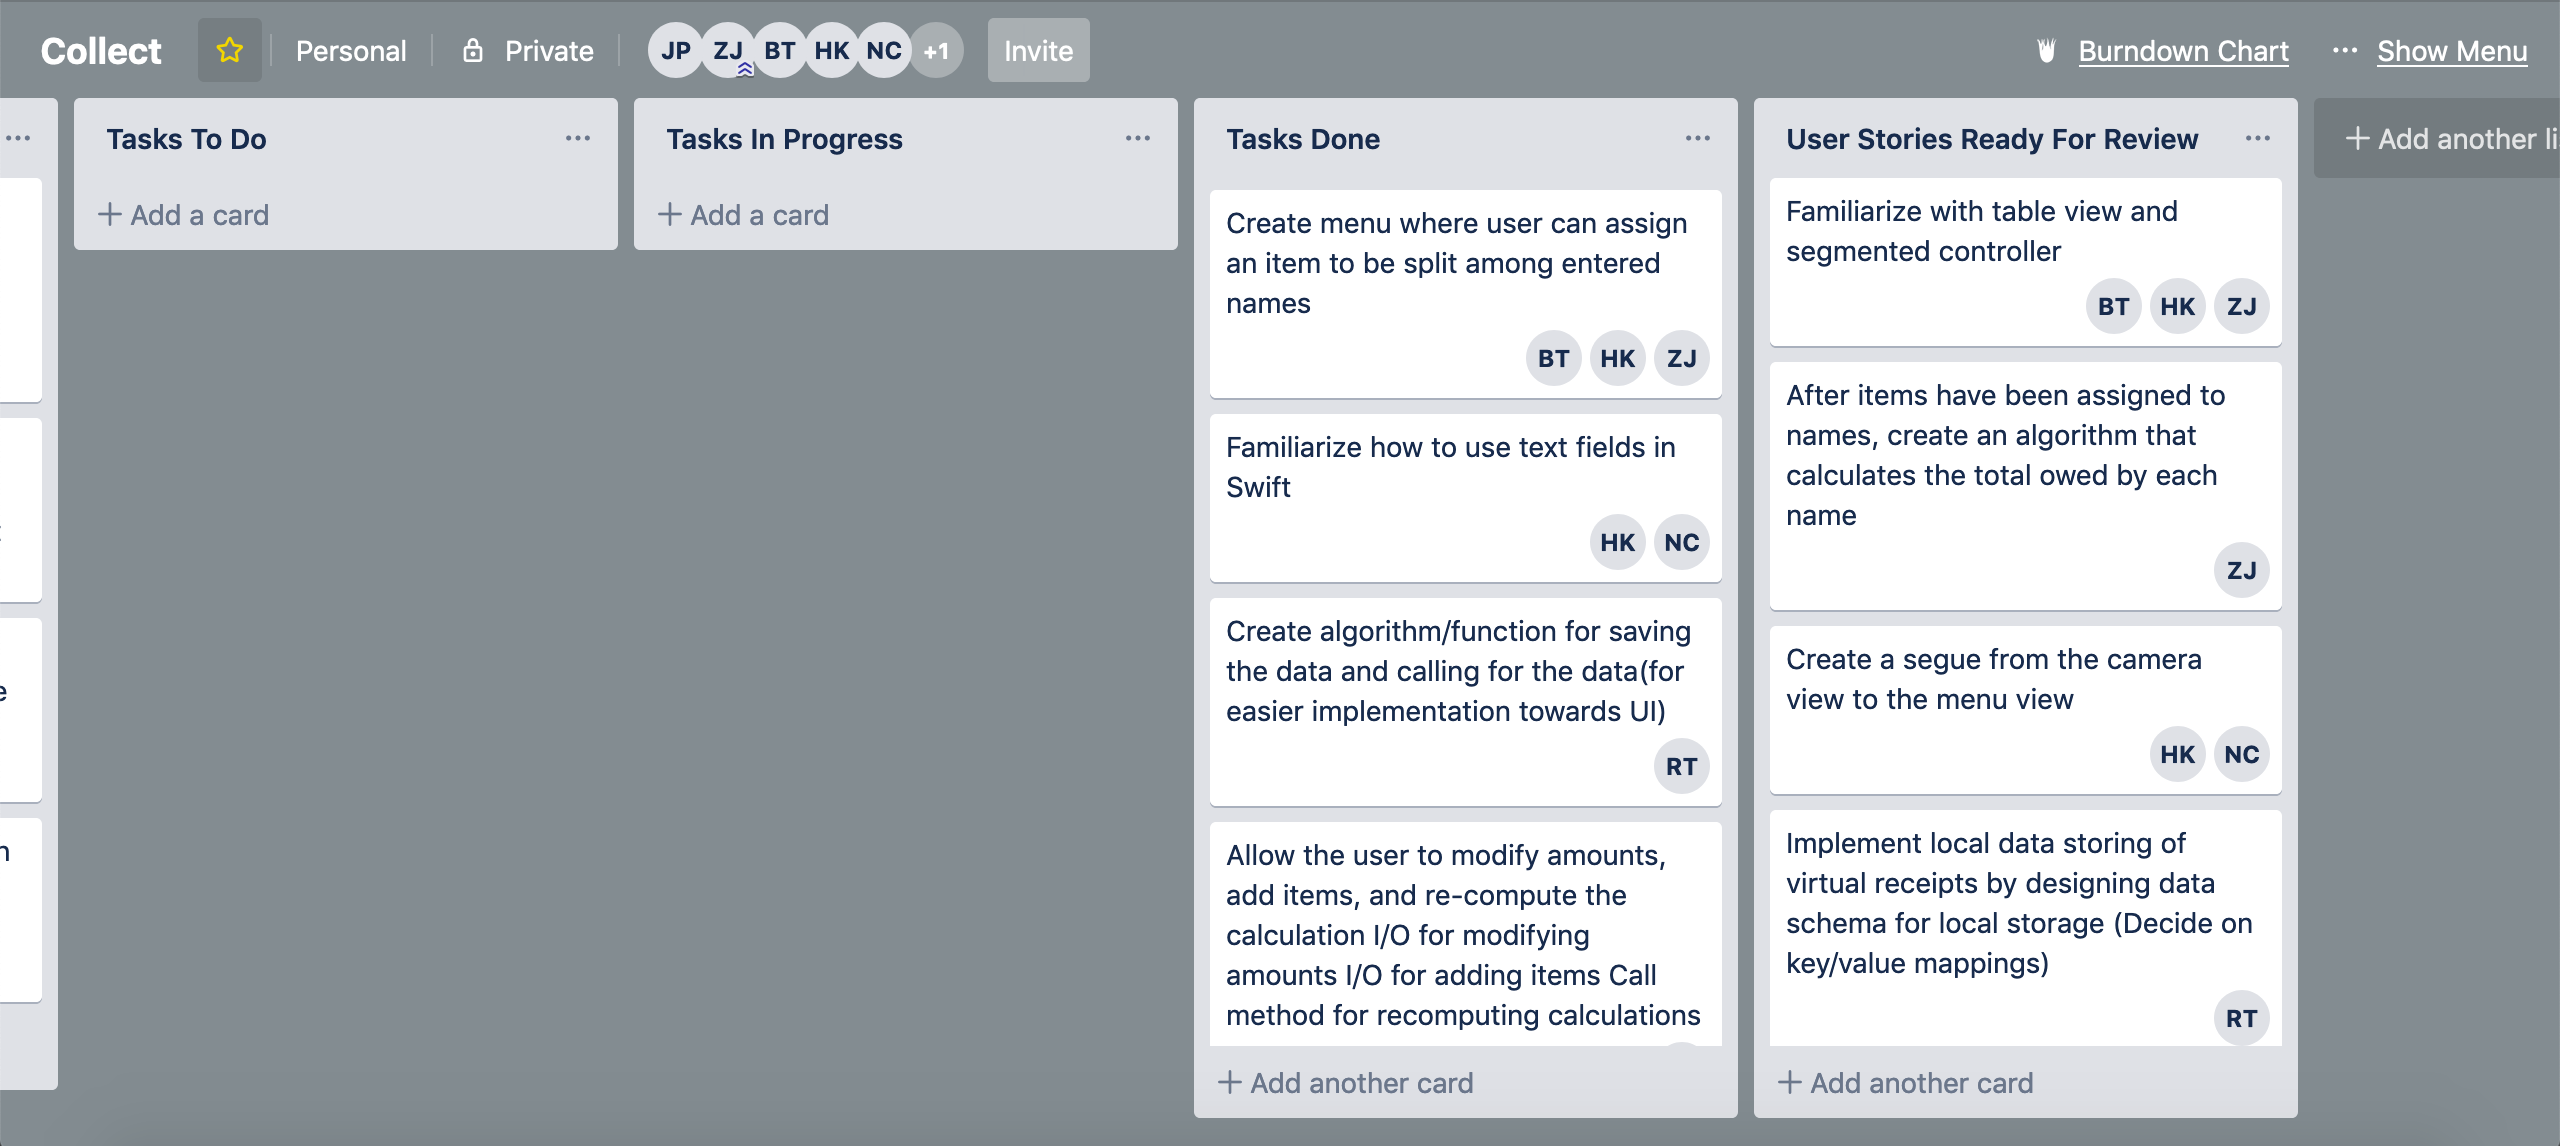 Collect
Personal
Private
JP ZJ BT HK NC +1
Invite
Burndown Chart
Show Menu
Tasks To Do
Add a card
Tasks In Progress
Add a card
Tasks Done
Create menu where user can assign
an item to be split among entered
names
BT HK ZJ
Familiarize how to use text fields in
Swift
HK NC
Create algorithm/function for saving
the data and calling for the data(for
easier implementation towards UI)
RT
Allow the user to modify amounts,
add items, and re-compute the
calculation I/O for modifying
amounts I/O for adding items Call
method for recomputing calculations
Add another card
User Stories Ready For Review
Familiarize with table view and
segmented controller
BT HK ZJ
After items have been assigned to
names, create an algorithm that
calculates the total owed by each
name
ZJ
Create a segue from the camera
view to the menu view
HK NC
Implement local data storing of
virtual receipts by designing data
schema for local storage (Decide on
key/value mappings)
RT
Add another card
Add another li